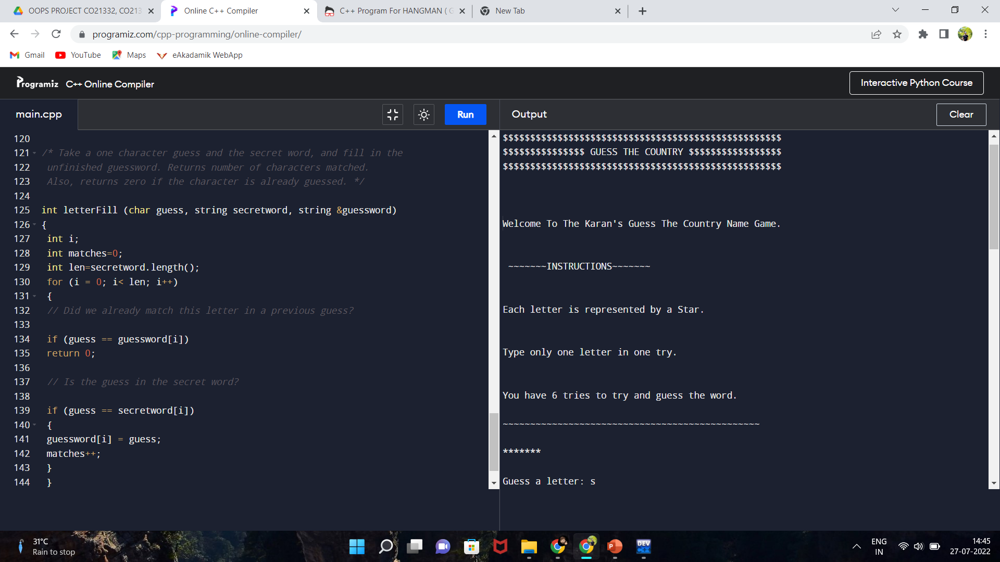 OOPS PROJECT CO21332, CO213
Online C++ Compiler
C++ Program For HANGMAN ( G
New Tab
programiz.com/cpp-programming/online-compiler/
Gmail
YouTube
Maps
eAkadamik WebApp
Programiz
C++ Online Compiler
Interactive Python Course
main.cpp
Run
Output
Clear
120
121 /* Take a one character guess and the secret word, and fill in the
122 unfinished guessword. Returns number of characters matched.
123 Also, returns zero if the character is already guessed. */
124
125 int letterFill (char guess, string secretword, string &guessword)
126 {
127 int i;
128 int matches=0;
129 int len=secretword.length();
130 for (i = 0; i< len; i++)
131 {
132 // Did we already match this letter in a previous guess?
133
134 if (guess == guessword[i])
135 return 0;
136
137 // Is the guess in the secret word?
138
139 if (guess == secretword[i])
140 {
141 guessword[i] = guess;
142 matches++;
143 }
144 }
$$$$$$$$$$$$$$$$$$$$$$$$$$$$$$$$$$$$$$$$$$$$$$$$$$$
$$$$$$$$$$$$$$$ GUESS THE COUNTRY $$$$$$$$$$$$$$$$$
$$$$$$$$$$$$$$$$$$$$$$$$$$$$$$$$$$$$$$$$$$$$$$$$$$$
Welcome To The Karan's Guess The Country Name Game.
~~~~~~~INSTRUCTIONS~~~~~~~
Each letter is represented by a Star.
Type only one letter in one try.
You have 6 tries to try and guess the word.
~~~~~~~~~~~~~~~~~~~~~~~~~~~~~~~~~~~~~~~~~~~~~~~
*******
Guess a letter: s
31°C
Rain to stop
P
DEV
C++
ENG
IN
14:45
27-07-2022